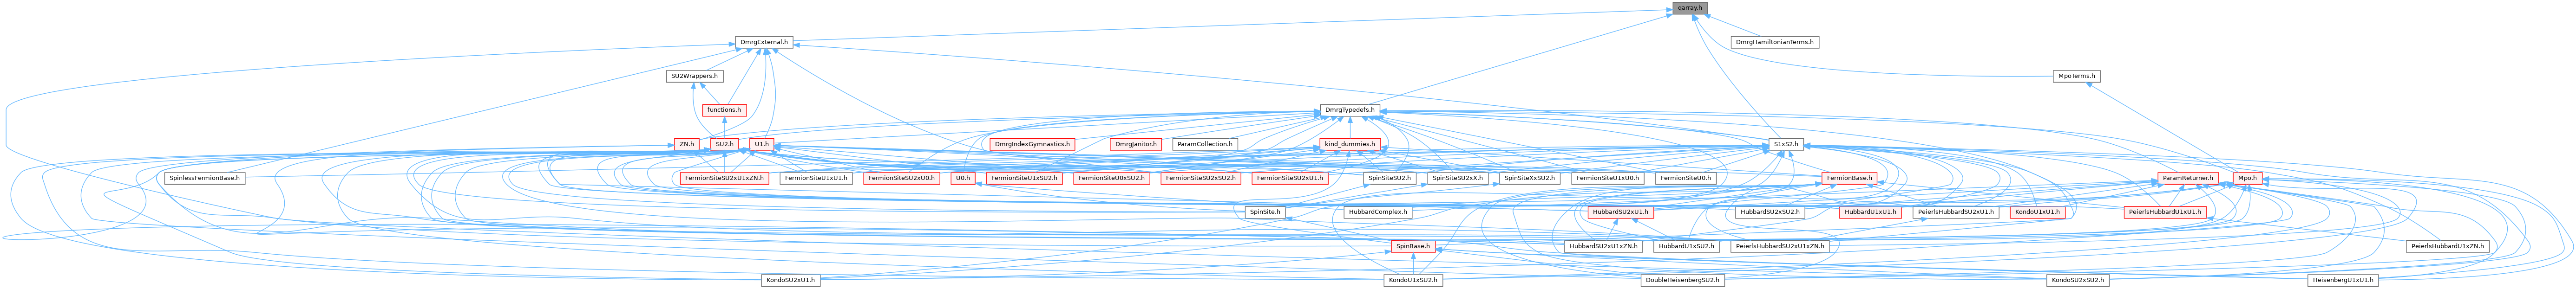 qarray.h
DmrgExternal.h
DmrgHamiltonianTerms.h
SU2Wrappers.h
MpoTerms.h
functions.h
DmrgTypedefs.h
ZN.h
SU2.h
U1.h
DmrgIndexGymnastics.h
DmrgJanitor.h
ParamCollection.h
kind_dummies.h
S1xS2.h
SpinlessFermionBase.h
FermionSiteSU2xU1xZN.h
FermionSiteU1xU1.h
FermionSiteSU2xU0.h
U0.h
FermionSiteU1xSU2.h
FermionSiteU0xSU2.h
FermionSiteSU2xSU2.h
FermionSiteSU2xU1.h
SpinSiteSU2.h
SpinSiteSU2xX.h
SpinSiteXxSU2.h
FermionSiteU1xU0.h
FermionSiteU0.h
FermionBase.h
ParamReturner.h
Mpo.h
SpinSite.h
HubbardComplex.h
HubbardSU2xU1.h
HubbardSU2xSU2.h
HubbardU1xU1.h
PeierlsHubbardSU2xU1.h
KondoU1xU1.h
PeierlsHubbardU1xU1.h
SpinBase.h
HubbardSU2xU1xZN.h
HubbardU1xSU2.h
PeierlsHubbardSU2xU1xZN.h
PeierlsHubbardU1xZN.h
KondoSU2xU1.h
KondoU1xSU2.h
DoubleHeisenbergSU2.h
KondoSU2xSU2.h
HeisenbergU1xU1.h